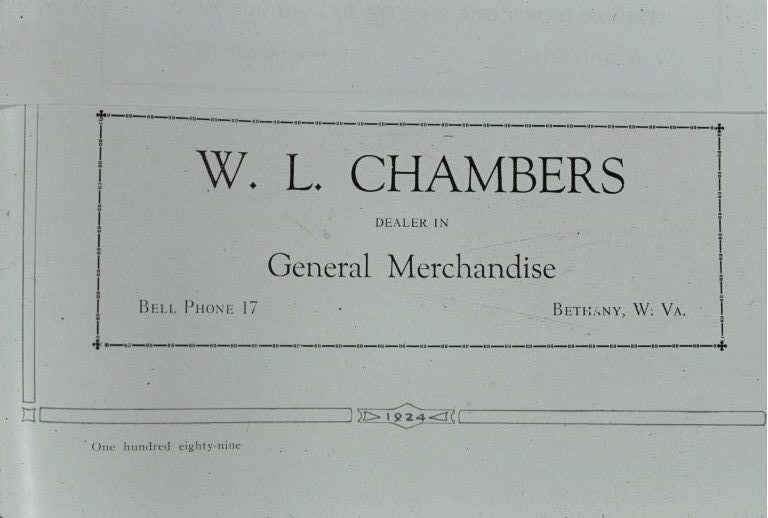 W. L. CHAMBERS
DEALER IN
General Merchandise
BELL PHONE 17
BETHANY, W. VA.
1924
One hundred eighty-nine